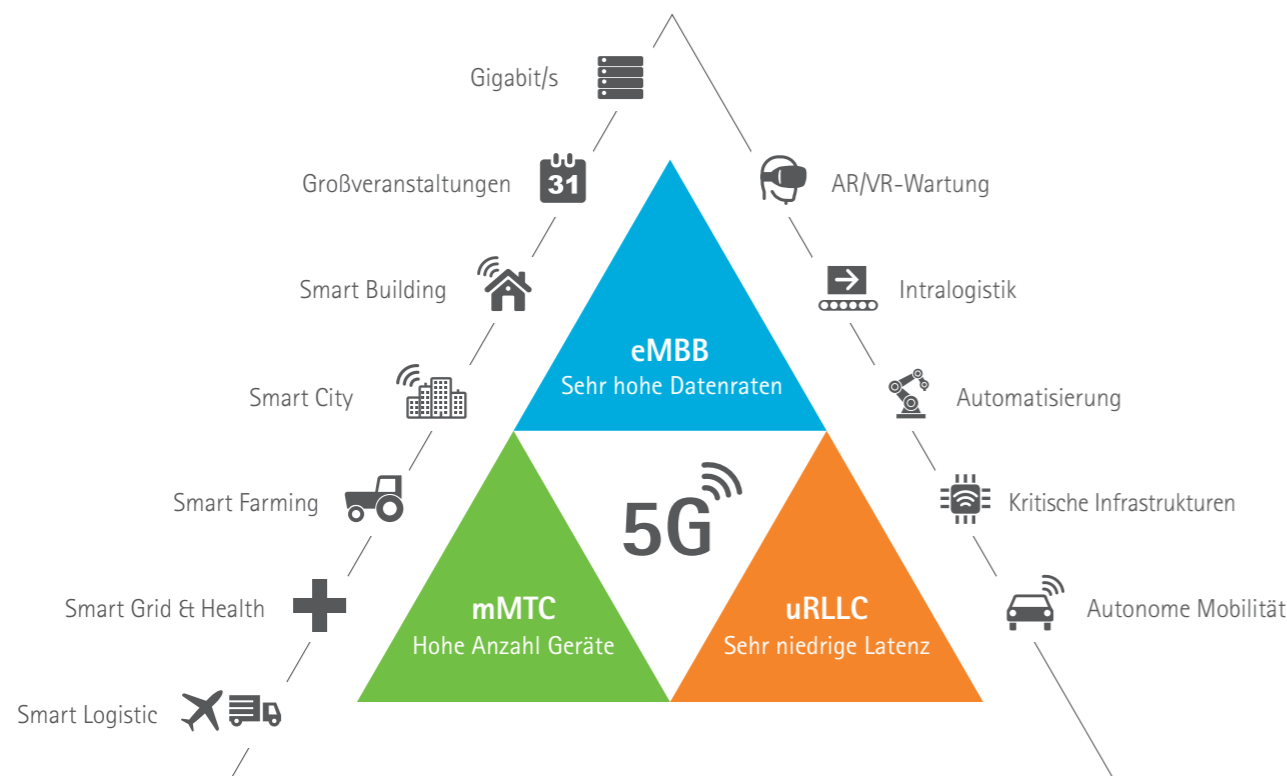 Gigabit/s
Großveranstaltungen
31
AR/VR-Wartung
Smart Building
Intralogistik
eMBB
Sehr hohe Datenraten
Smart City
Automatisierung
Smart Farming
5G
Kritische Infrastrukturen
Smart Grid & Health
mMTC
Hohe Anzahl Geräte
uRLLC
Sehr niedrige Latenz
Autonome Mobilität
Smart Logistic